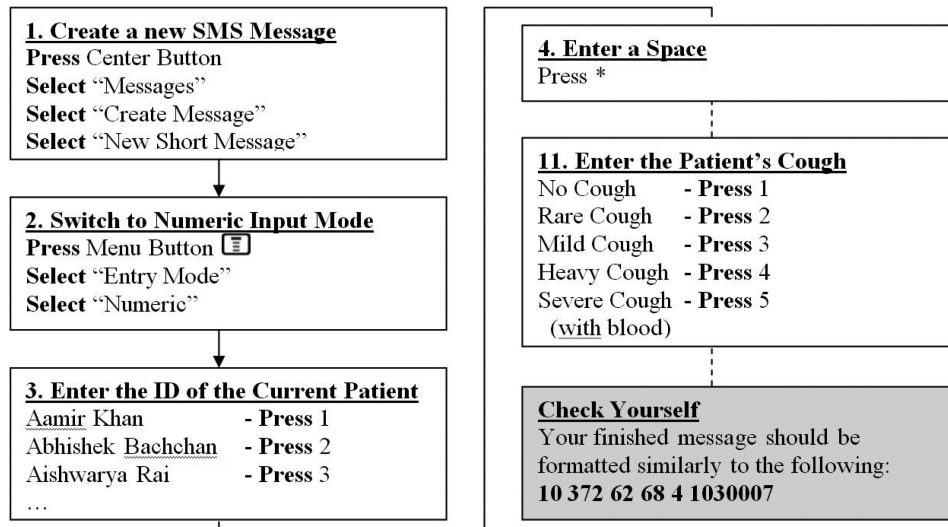 1. Create a new SMS Message
Press Center Button
Select “Messages”
Select “Create Message”
Select “New Short Message”
2. Switch to Numeric Input Mode
Press Menu Button
Select “Entry Mode”
Select “Numeric”
3. Enter the ID of the Current Patient
Aamir Khan - Press 1
Abhishek Bachchan - Press 2
Aishwarya Rai - Press 3
…
4. Enter a Space
Press *
11. Enter the Patient’s Cough
No Cough - Press 1
Rare Cough - Press 2
Mild Cough - Press 3
Heavy Cough - Press 4
Severe Cough - Press 5
(with blood)
Check Yourself
Your finished message should be
formatted similarly to the following:
10 372 62 68 4 1030007